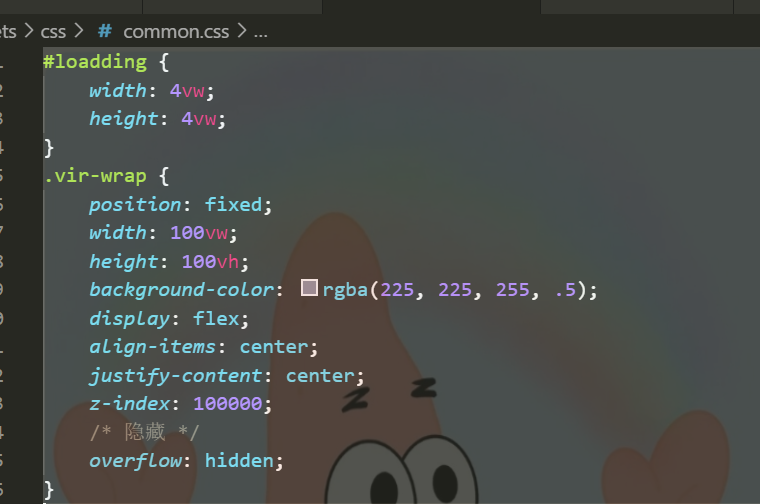 ets > css > # common.css > ...
#loadding {
width: 4vw;
height: 4vw;
}
.vir-wrap {
position: fixed;
width: 100vw;
height: 100vh;
background-color: rgba(225, 225, 255, .5);
display: flex;
align-items: center;
justify-content: center;
z-index: 100000;
/* 隐藏 */
overflow: hidden;
}